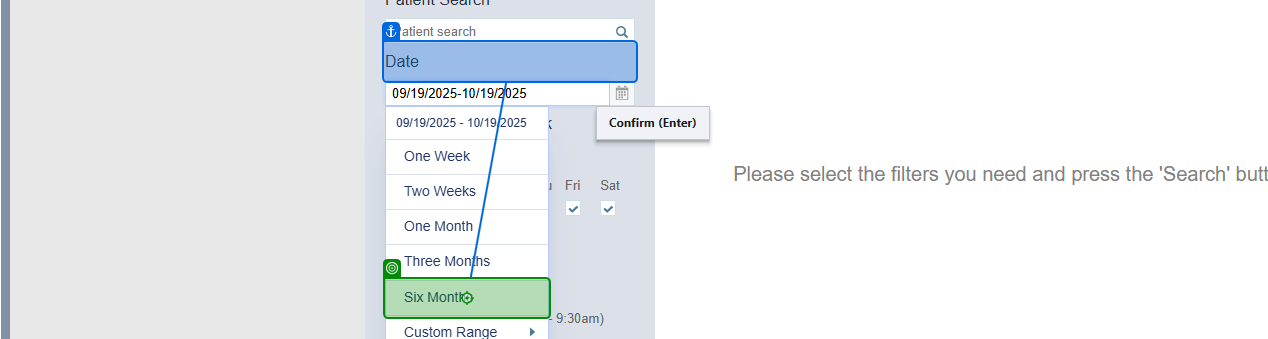 Patient Search
atient search
Date
09/19/2025-10/19/2025
Confirm (Enter)
09/19/2025 - 10/19/2025
One Week
Please select the filters you need and press the 'Search' butt
Two Weeks
Fri Sat
One Month
Three Months
Six Month
- 9:30am)
Custom Range